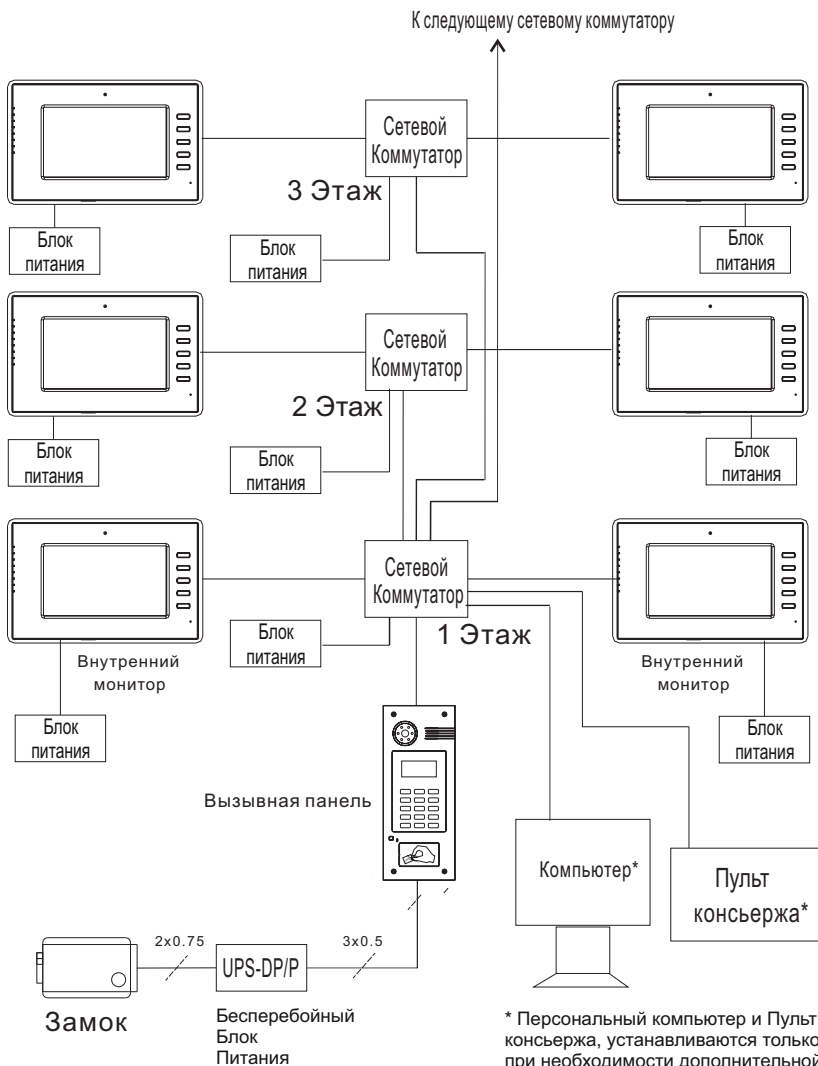 К следующему сетевому коммутатору
Сетевой
Коммутатор
3 Этаж
Блок
питания
Блок
питания
Блок
питания
Сетевой
Коммутатор
2 Этаж
Блок
питания
Блок
питания
Блок
питания
Сетевой
Коммутатор
1 Этаж
Блок
питания
Внутренний
монитор
Внутренний
монитор
Блок
питания
Блок
питания
Вызывная панель
Компьютер*
Пульт
консьержа*
2x0.75
3x0.5
UPS-DP/P
Замок
Бесперебойный
Блок
Питания
* Персональный компьютер и Пульт
консьержа, устанавливаются только
при необходимости дополнительной